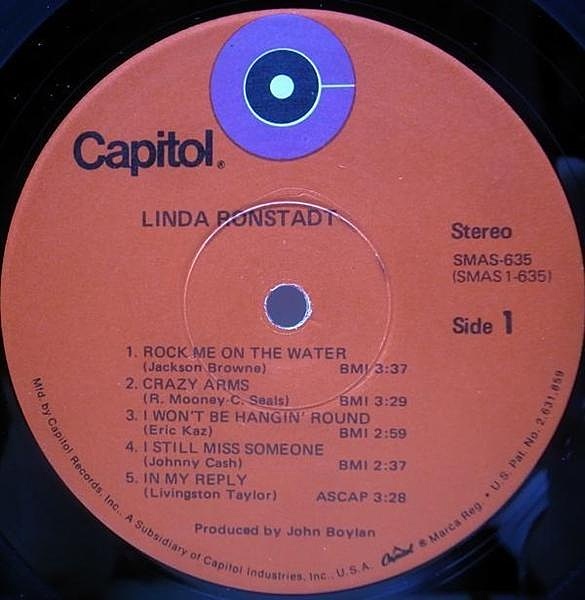 Capitol®
LINDA RONSTADT
Stereo
SMAS-635
(SMAS 1-635)
Side 1
1. ROCK ME ON THE WATER
(Jackson Browne) BMI 3:37
2. CRAZY ARMS
(R. Mooney-C. Seals) BMI 3:29
3. I WON'T BE HANGIN' ROUND
(Eric Kaz) BMI 2:59
4. I STILL MISS SOMEONE
(Johnny Cash) BMI 2:37
5. IN MY REPLY
(Livingston Taylor) ASCAP 3:28
Produced by John Boylan
Mfd. by Capitol Records, Inc., A Subsidiary of Capitol Industries, Inc., U.S.A. Capitol ® Marca Reg. • U.S. Pat. No. 2,631,859